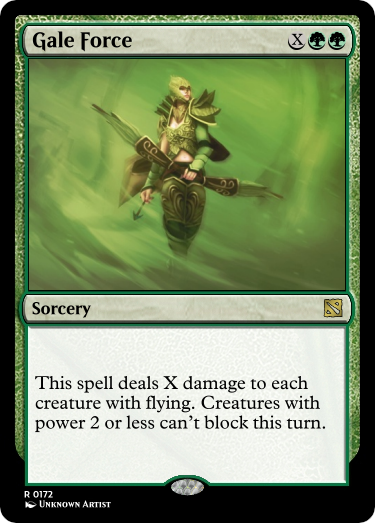 Gale Force X
Sorcery
This spell deals X damage to each
creature with flying. Creatures with
power 2 or less can't block this turn.
R 0172
Unknown Artist